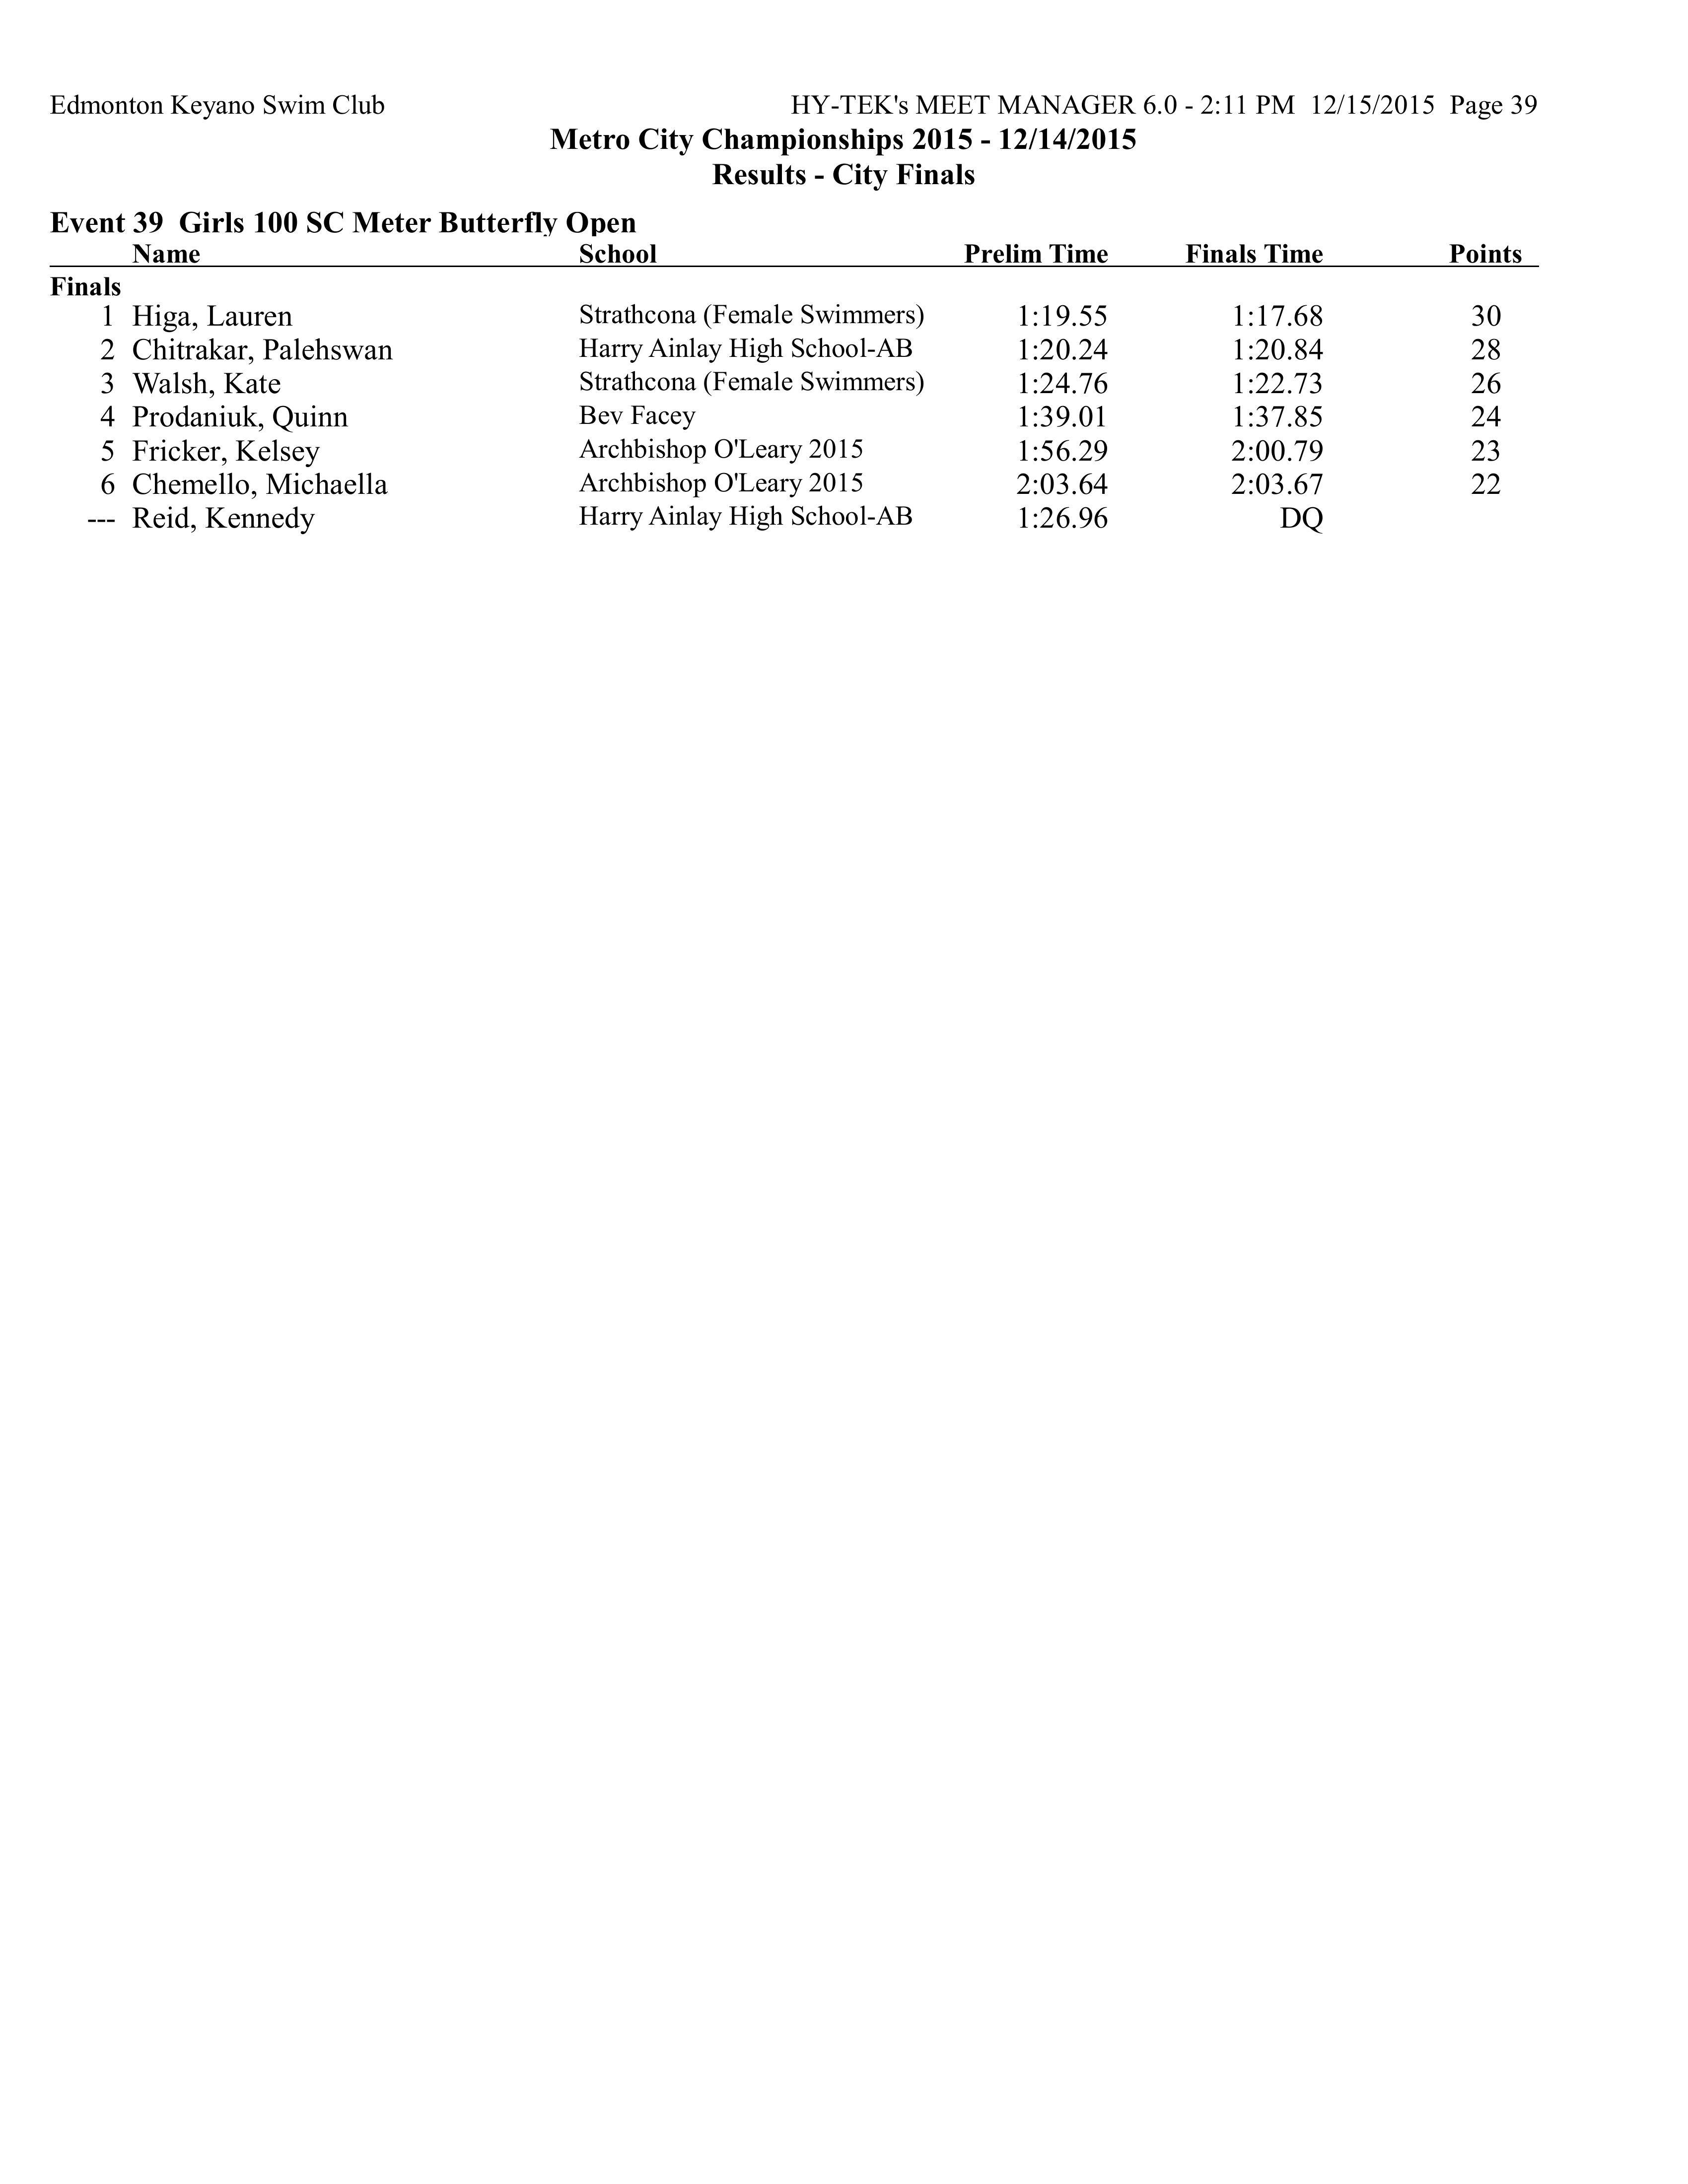 Edmonton Keyano Swim Club HY-TEK's MEET MANAGER 6.0 - 2:11 PM 12/15/2015 Page 39
Metro City Championships 2015 - 12/14/2015
Results - City Finals
Event 39 Girls 100 SC Meter Butterfly Open
Name School Prelim Time Finals Time Points
Finals
1 Higa, Lauren Strathcona (Female Swimmers) 1:19.55 1:17.68 30
2 Chitrakar, Palehswan Harry Ainlay High School-AB 1:20.24 1:20.84 28
3 Walsh, Kate Strathcona (Female Swimmers) 1:24.76 1:22.73 26
4 Prodaniuk, Quinn Bev Facey 1:39.01 1:37.85 24
5 Fricker, Kelsey Archbishop O'Leary 2015 1:56.29 2:00.79 23
6 Chemello, Michaella Archbishop O'Leary 2015 2:03.64 2:03.67 22
--- Reid, Kennedy Harry Ainlay High School-AB 1:26.96 DQ